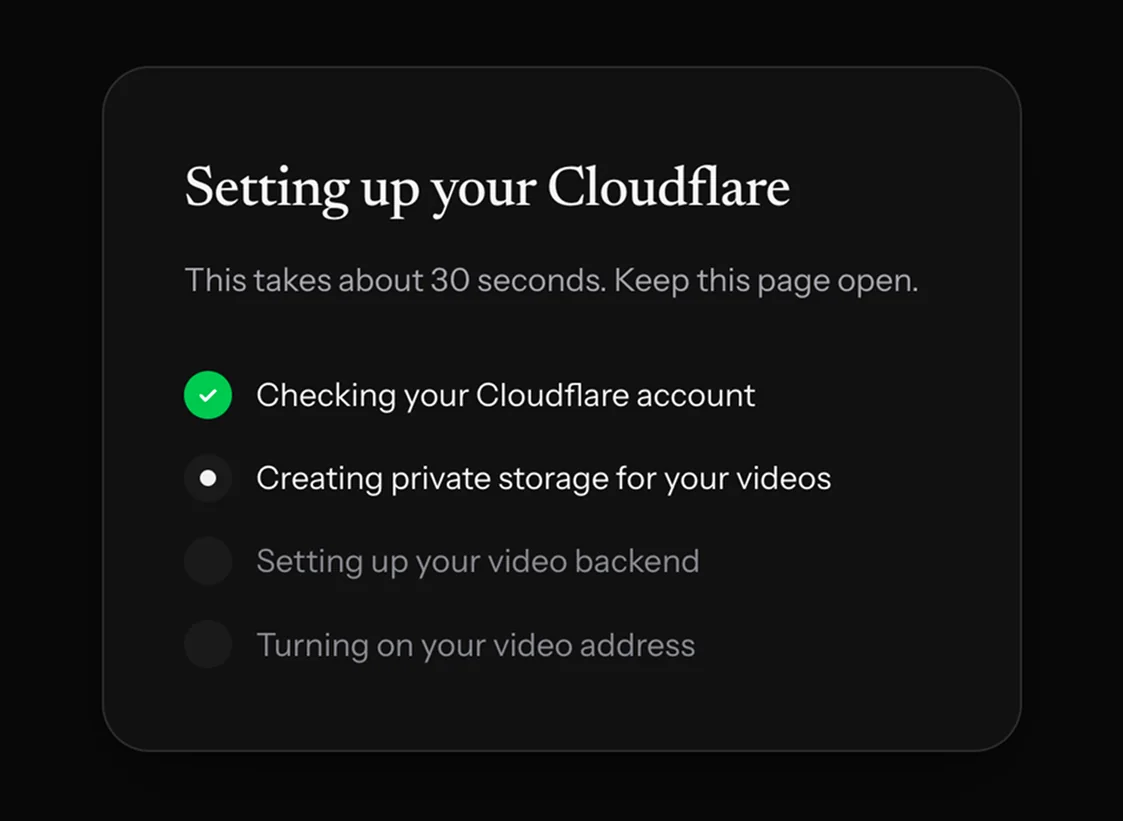 Setting up your Cloudflare
This takes about 30 seconds. Keep this page open.
Checking your Cloudflare account
Creating private storage for your videos
Setting up your video backend
Turning on your video address